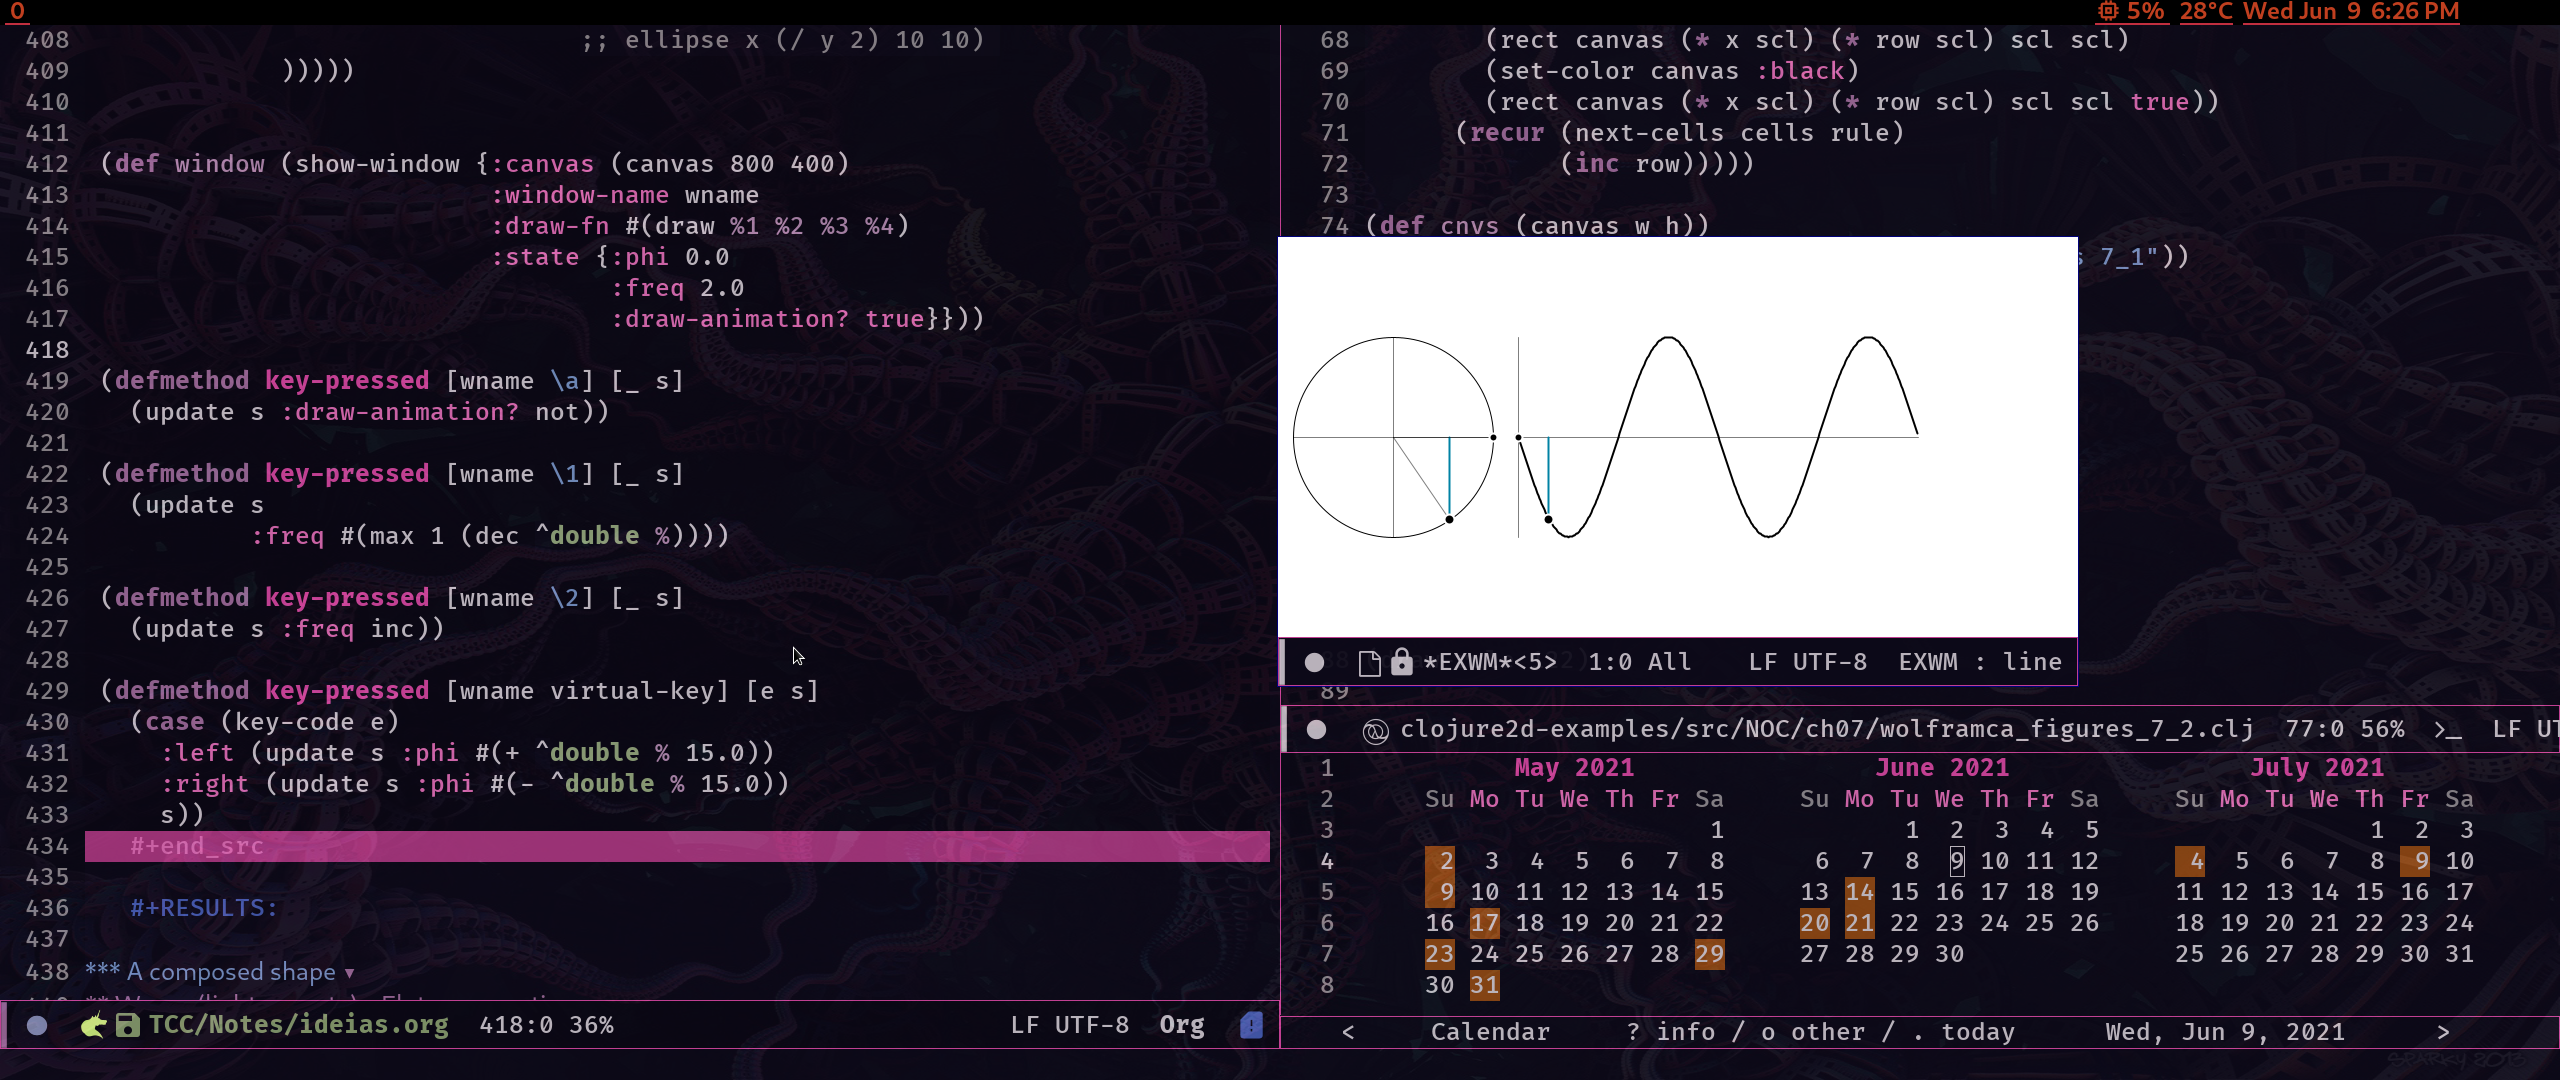 0
5% 28°C Wed Jun 9 6:26 PM
408 ;; ellipse x (/ y 2) 10 10)
409 )))))
410
411
412 (def window (show-window {:canvas (canvas 800 400)
413 :window-name wname
414 :draw-fn #(draw %1 %2 %3 %4)
415 :state {:phi 0.0
416 :freq 2.0
417 :draw-animation? true}}))
418
419 (defmethod key-pressed [wname \a] [_ s]
420 (update s :draw-animation? not))
421
422 (defmethod key-pressed [wname \1] [_ s]
423 (update s
424 :freq #(max 1 (dec ^double %))))
425
426 (defmethod key-pressed [wname \2] [_ s]
427 (update s :freq inc))
428
429 (defmethod key-pressed [wname virtual-key] [e s]
430 (case (key-code e)
431 :left (update s :phi #(+ ^double % 15.0))
432 :right (update s :phi #(- ^double % 15.0))
433 s))
434 #+end_src
435
436 #+RESULTS:
437
438 *** A composed shape ▾
TCC/Notes/ideias.org 418:0 36% LF UTF-8 Org
68 (rect canvas (* x scl) (* row scl) scl scl)
69 (set-color canvas :black)
70 (rect canvas (* x scl) (* row scl) scl scl true))
71 (recur (next-cells cells rule)
72 (inc row)))))
73
74 (def cnvs (canvas w h))
7_1"))
*EXWM*<5> 1:0 All LF UTF-8 EXWM : line
89
clojure2d-examples/src/NOC/ch07/wolframca_figures_7_2.clj 77:0 56% >_ LF UT
1 May 2021 June 2021 July 2021
2 Su Mo Tu We Th Fr Sa Su Mo Tu We Th Fr Sa Su Mo Tu We Th Fr Sa
3 1 1 2 3 4 5 1 2 3
4 2 3 4 5 6 7 8 6 7 8 9 10 11 12 4 5 6 7 8 9 10
5 9 10 11 12 13 14 15 13 14 15 16 17 18 19 11 12 13 14 15 16 17
6 16 17 18 19 20 21 22 20 21 22 23 24 25 26 18 19 20 21 22 23 24
7 23 24 25 26 27 28 29 27 28 29 30 25 26 27 28 29 30 31
8 30 31
< Calendar ? info / o other / . today Wed, Jun 9, 2021 >